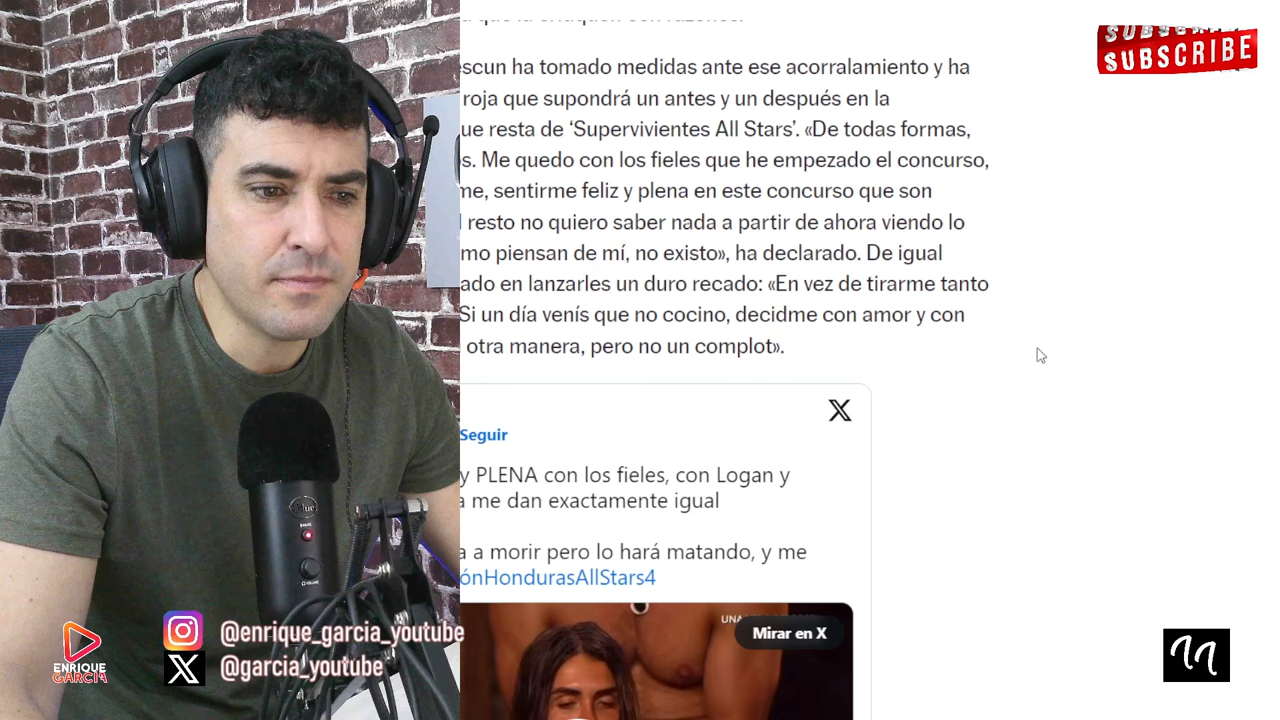 SUBSCRIBE
scun ha tomado medidas ante ese acorralamiento y ha
roja que supondrá un antes y un después en la
ue resta de ‘Supervivientes All Stars’. «De todas formas,
s. Me quedo con los fieles que he empezado el concurso,
me, sentirme feliz y plena en este concurso que son
l resto no quiero saber nada a partir de ahora viendo lo
mo piensan de mí, no existo», ha declarado. De igual
ado en lanzarles un duro recado: «En vez de tirarme tanto
Si un día venís que no cocino, decidme con amor y con
otra manera, pero no un complot».
Seguir
y PLENA con los fieles, con Logan y
a me dan exactamente igual
a a morir pero lo hará matando, y me
ónHondurasAllStars4
UNA
Mirar en X
Blue
@enrique_garcia_youtube
@garcia_youtube
ENRIQUE
GARCIA